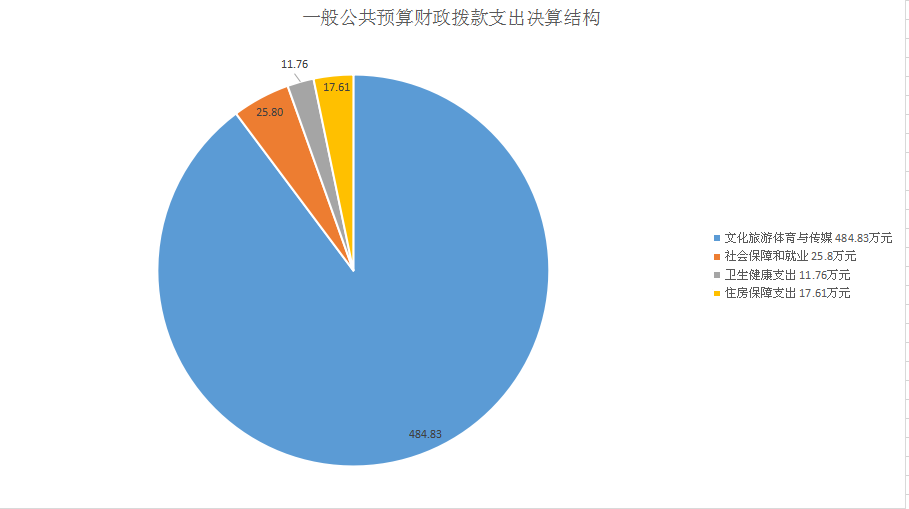 一般公共预算财政拨款支出决算结构
11.76
17.61
25.80
484.83
文化旅游体育与传媒 484.83万元
社会保障和就业 25.8万元
卫生健康支出 11.76万元
住房保障支出 17.61万元